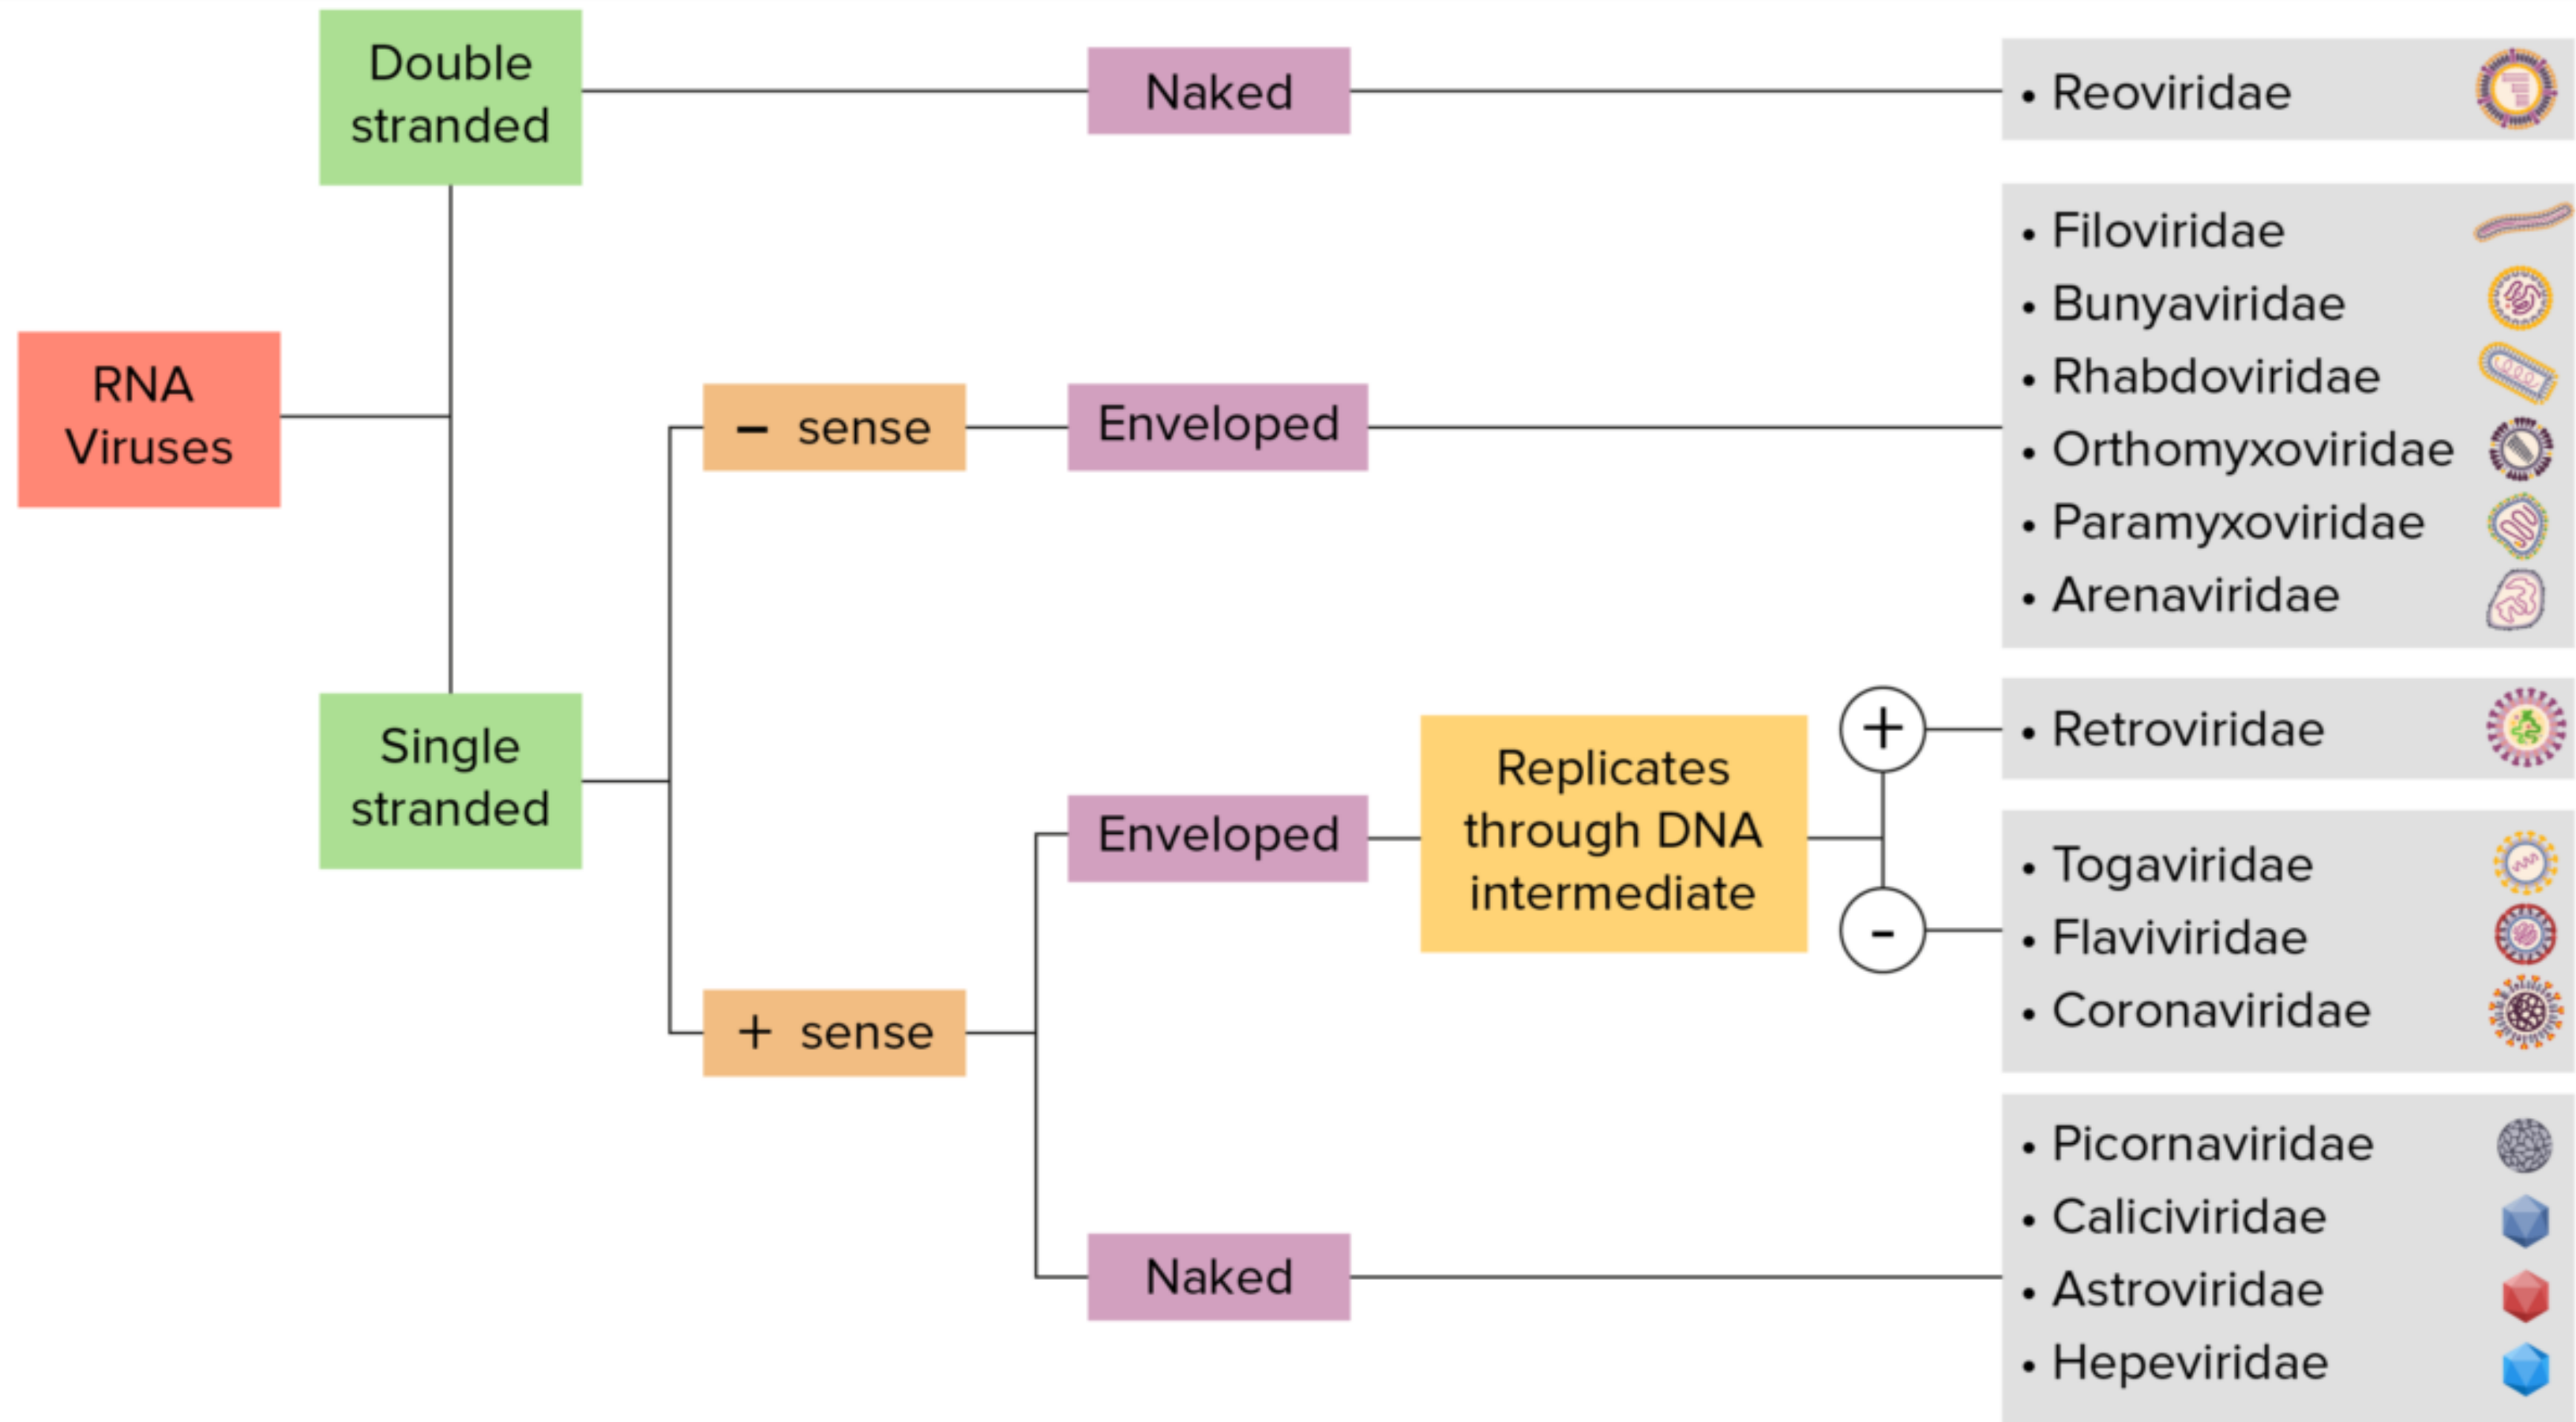 Double
stranded
Naked
• Reoviridae
RNA
Viruses
– sense
Enveloped
• Filoviridae
• Bunyaviridae
• Rhabdoviridae
• Orthomyxoviridae
• Paramyxoviridae
• Arenaviridae
Single
stranded
+ sense
Enveloped
Replicates
through DNA
intermediate
+
• Retroviridae
-
• Togaviridae
• Flaviviridae
• Coronaviridae
Naked
• Picornaviridae
• Caliciviridae
• Astroviridae
• Hepeviridae